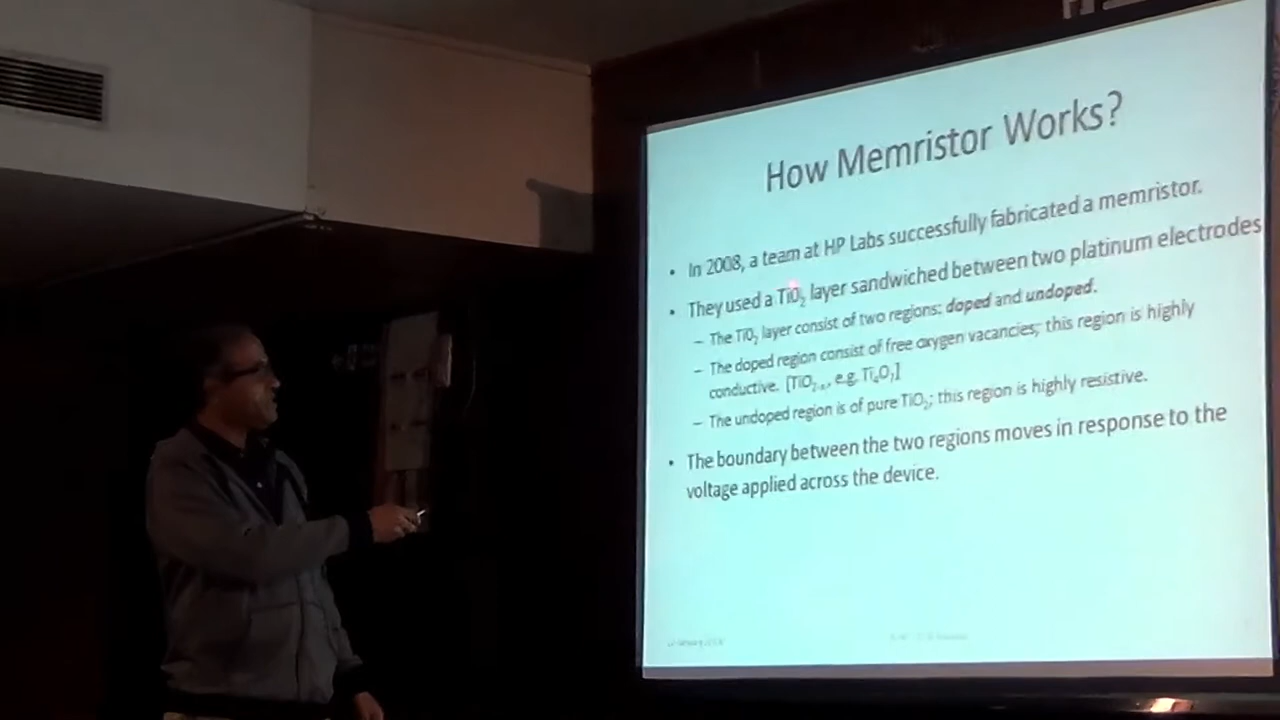 How Memristor Works?
• In 2008, a team at HP Labs successfully fabricated a memristor.
• They used a TiO₂ layer sandwiched between two platinum electrodes
– The TiO₂ layer consist of two regions: doped and undoped.
– The doped region consist of free oxygen vacancies; this region is highly
conductive. [TiO₂₋ₓ, e.g. Ti₄O₇]
– The undoped region is of pure TiO₂; this region is highly resistive.
• The boundary between the two regions moves in response to the
voltage applied across the device.